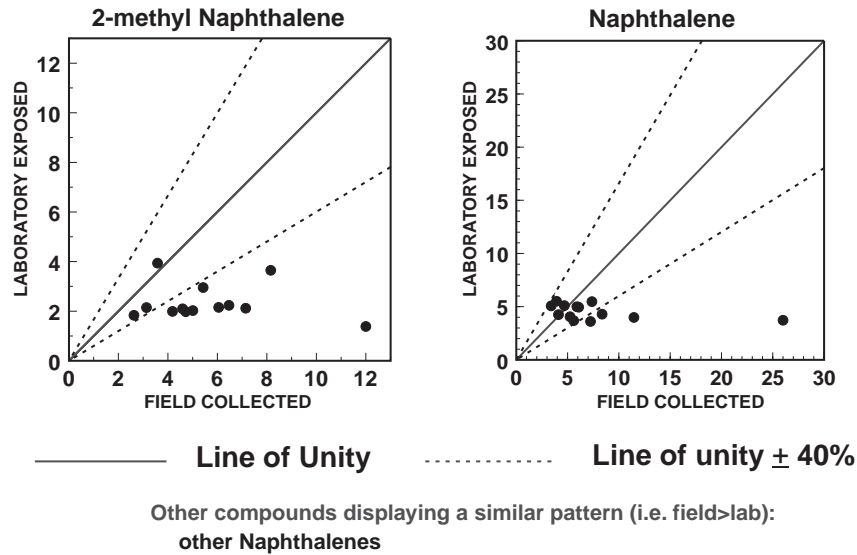 2-methyl Naphthalene
LABORATORY EXPOSED
12
10
8
6
4
2
0
0 2 4 6 8 10 12
FIELD COLLECTED
Naphthalene
LABORATORY EXPOSED
30
25
20
15
10
5
0
0 5 10 15 20 25 30
FIELD COLLECTED
Line of Unity
Line of unity ± 40%
Other compounds displaying a similar pattern (i.e. field>lab):
other Naphthalenes